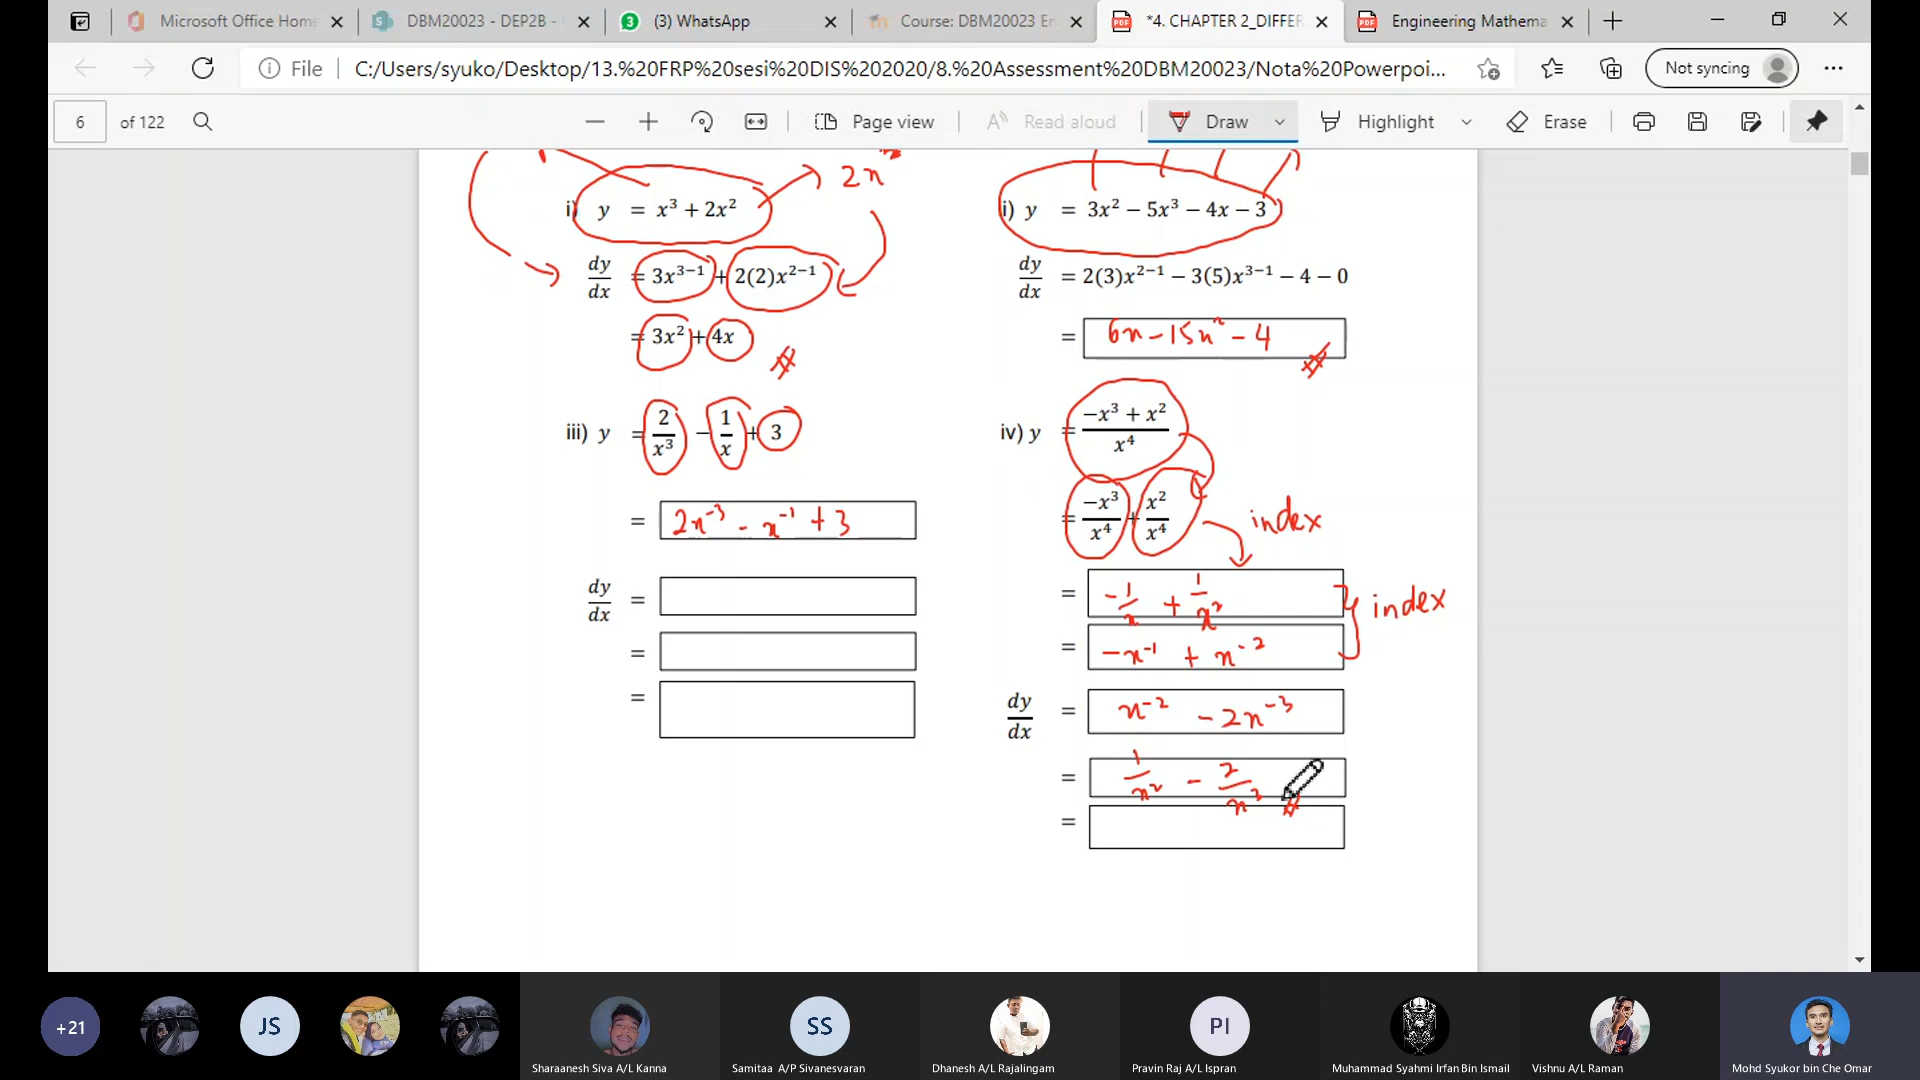 Microsoft Office Home
DBM20023 - DEP2B -
(3) WhatsApp
Course: DBM20023 En
*4. CHAPTER 2_DIFFER
Engineering Mathema
File
C:/Users/syuko/Desktop/13.%20FRP%20sesi%20DIS%202020/8.%20Assessment%20DBM20023/Nota%20Powerpoi...
Not syncing
6 of 122
Page view
Read aloud
Draw
Highlight
Erase
2x
i) y = x³ + 2x²
dy/dx = 3x³⁻¹ + 2(2)x²⁻¹
= 3x² + 4x
iii) y = 2/x³ − 1/x + 3
= 2x⁻³ - x⁻¹ + 3
dy/dx =
=
=
i) y = 3x² − 5x³ − 4x − 3
dy/dx = 2(3)x²⁻¹ − 3(5)x³⁻¹ − 4 − 0
= 6x - 15x² - 4
iv) y = −x³ + x² / x⁴
= −x³/x⁴ + x²/x⁴
index
= -1/x + 1/x²
= -x⁻¹ + x⁻²
index
dy/dx = x⁻² - 2x⁻³
= 1/x² - 2/x³
=
+21
JS
SS
PI
Sharaanesh Siva A/L Kanna
Samitaa A/P Sivanesvaran
Dhanesh A/L Rajalingam
Pravin Raj A/L Ispran
Muhammad Syahmi Irfan Bin Ismail
Vishnu A/L Raman
Mohd Syukor bin Che Omar